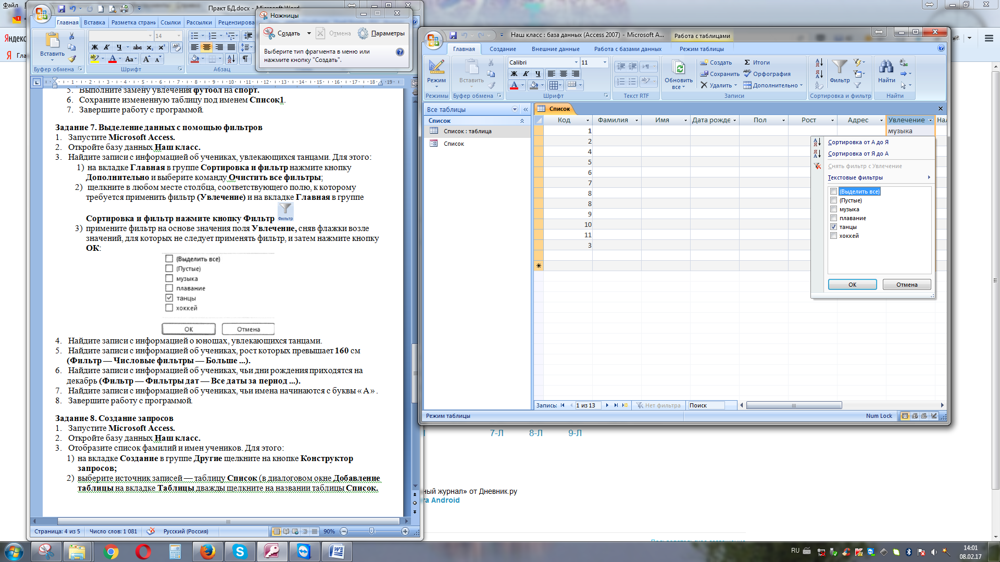 Файл
Яндекс
Гла
Практ БД.docx - Microsoft Word
Главная Вставка Разметка страни Ссылки Рассылки Рецензирова
Вставить
14
Буфер обмена Шрифт Абзац
Ножницы
Создать Отмена Параметры
Выберите тип фрагмента в меню или
нажмите кнопку "Создать".
5. Выполните замену увлечения футбол на спорт.
6. Сохраните измененную таблицу под именем Список1.
7. Завершите работу с программой.
Задание 7. Выделение данных с помощью фильтров
1. Запустите Microsoft Access.
2. Откройте базу данных Наш класс.
3. Найдите записи с информацией об учениках, увлекающихся танцами. Для этого:
1) на вкладке Главная в группе Сортировка и фильтр нажмите кнопку
Дополнительно и выберите команду Очистить все фильтры;
2) щелкните в любом месте столбца, соответствующего полю, к которому
требуется применить фильтр (Увлечение) и на вкладке Главная в группе
Сортировка и фильтр нажмите кнопку Фильтр
Фильтр
3) примените фильтр на основе значения поля Увлечение, сняв флажки возле
значений, для которых не следует применять фильтр, и затем нажмите кнопку
ОК:
(Выделить все)
(Пустые)
музыка
плавание
танцы
хоккей
ОК Отмена
4. Найдите записи с информацией о юношах, увлекающихся танцами.
5. Найдите записи с информацией об учениках, рост которых превышает 160 см
(Фильтр — Числовые фильтры — Больше ...).
6. Найдите записи с информацией об учениках, чьи дни рождения приходятся на
декабрь (Фильтр — Фильтры дат — Все даты за период ...).
7. Найдите записи с информацией об учениках, чьи имена начинаются с буквы « А » .
8. Завершите работу с программой.
Задание 8. Создание запросов
1. Запустите Microsoft Access.
2. Откройте базу данных Наш класс.
3. Отобразите список фамилий и имен учеников. Для этого:
1) на вкладке Создание в группе Другие щелкните на кнопке Конструктор
запросов;
2) выберите источник записей — таблицу Список (в диалоговом окне Добавление
таблицы на вкладке Таблицы дважды щелкните на названии таблицы Список.
Страница: 4 из 5 Число слов: 1 081 Русский (Россия) 90%
Наш класс : база данных (Access 2007) - Microsoft A... Работа с таблицами
Главная Создание Внешние данные Работа с базами данных Режим таблицы
Режим
Вставить
Calibri 11
Обновить
все
Создать
Сохранить
Удалить
Итоги
Орфография
Дополнительно
Фильтр
Найти
Режимы Буфер обмена Шрифт Текст RTF Записи Сортировка и фильтр Найти
Все таблицы
Список
Список : таблица
Список
Список
Код Фамилия Имя Дата рожде Пол Рост Адрес Увлечение Нал
1 музыка
2
4
5
6
7
8
8
9
10
11
3
Сортировка от А до Я
Сортировка от Я до А
Снять фильтр с Увлечение
Текстовые фильтры
(Выделить все)
(Пустые)
музыка
плавание
танцы
хоккей
ОК Отмена
Запись: 1 из 13 Нет фильтра Поиск
Режим таблицы Num Lock
7-Л 8-Л 9-Л
ный журнал» от Дневник.ру
га Android
RU
14:01
08.02.17